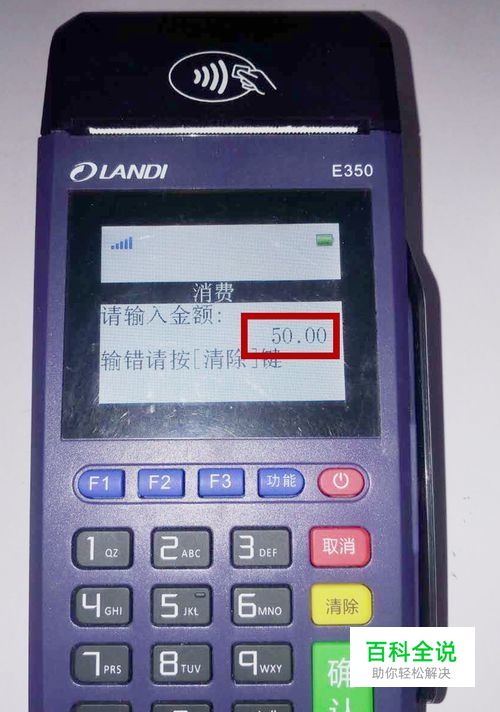 LANDI E350
消费
请输入金额:
50.00
输错请按[清除]键
F1 F2 F3 功能
1 QZ 2 ABC 3 DEF 取消
4 GHI 5 JKL 6 MNO 清除
7 PRS 8 TUV 9 WXY 确认
百科全说
助你轻松解决